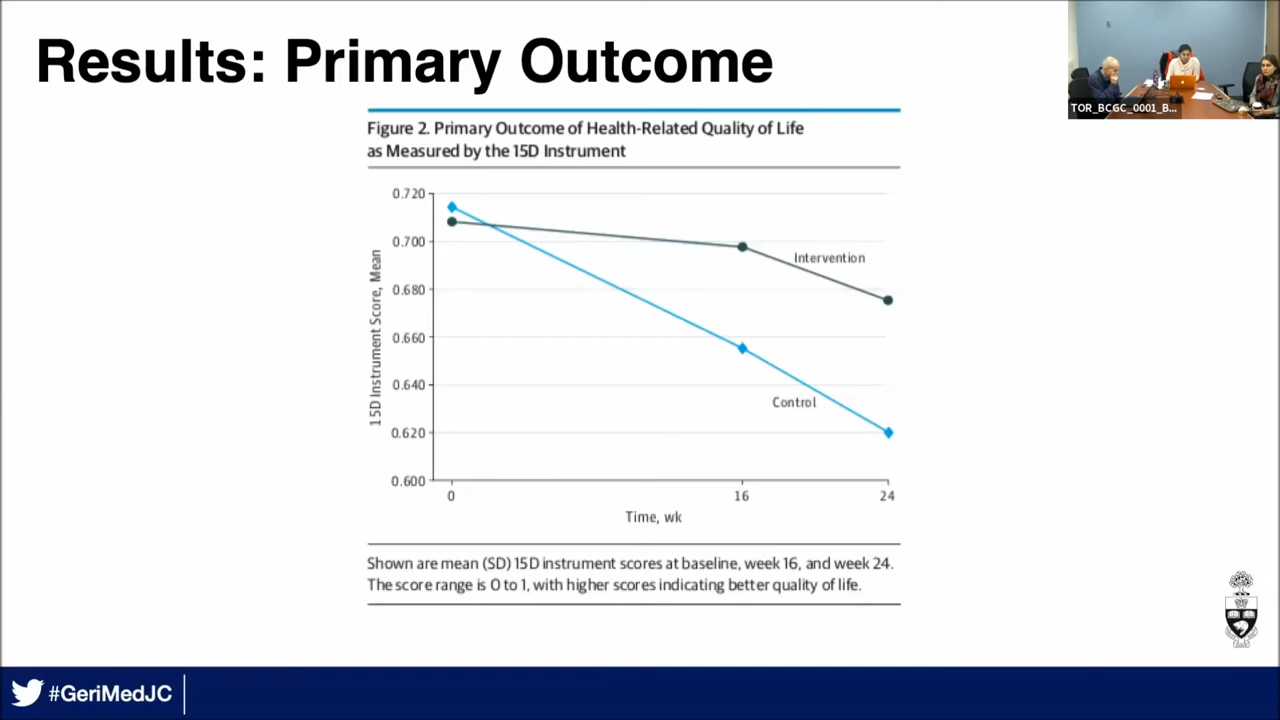 Results: Primary Outcome
TOR_BCGC_0001_B...
Figure 2. Primary Outcome of Health-Related Quality of Life
as Measured by the 15D Instrument
0.720
0.700
0.680
0.660
0.640
0.620
0.600
15D Instrument Score, Mean
Intervention
Control
0
16
24
Time, wk
Shown are mean (SD) 15D instrument scores at baseline, week 16, and week 24.
The score range is 0 to 1, with higher scores indicating better quality of life.
#GeriMedJC